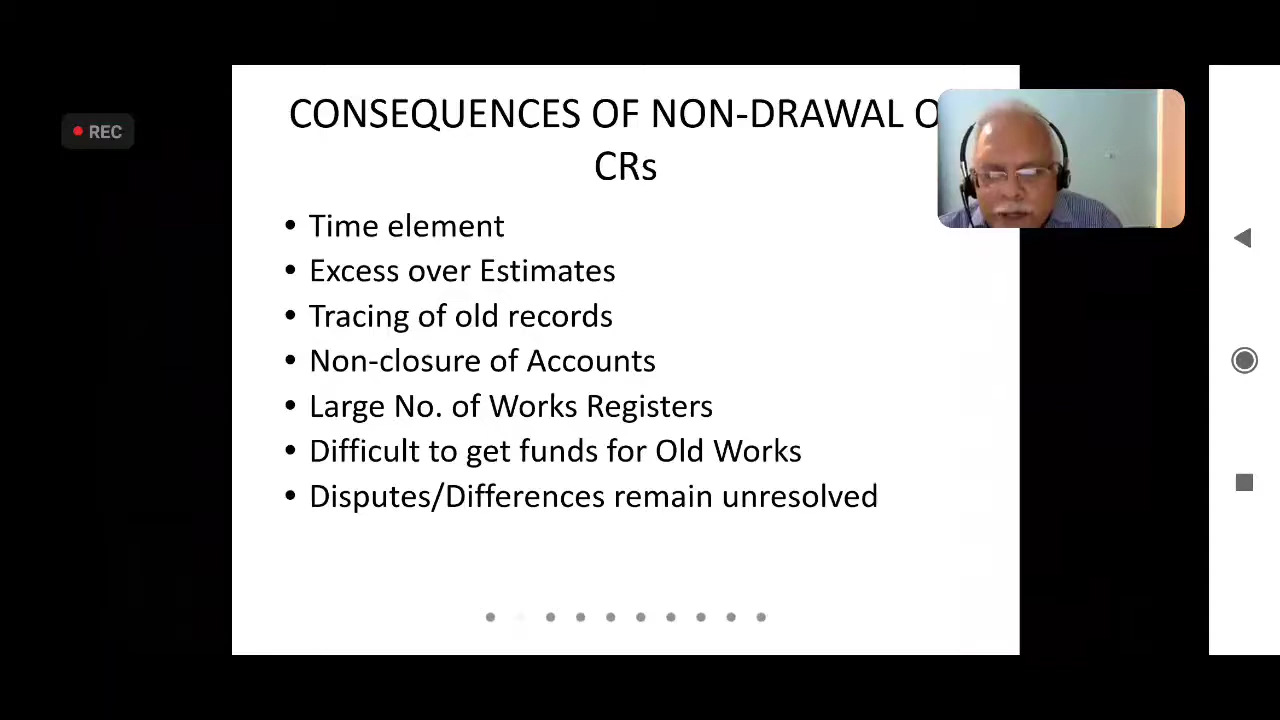 REC
CONSEQUENCES OF NON-DRAWAL O
CRs
• Time element
• Excess over Estimates
• Tracing of old records
• Non-closure of Accounts
• Large No. of Works Registers
• Difficult to get funds for Old Works
• Disputes/Differences remain unresolved